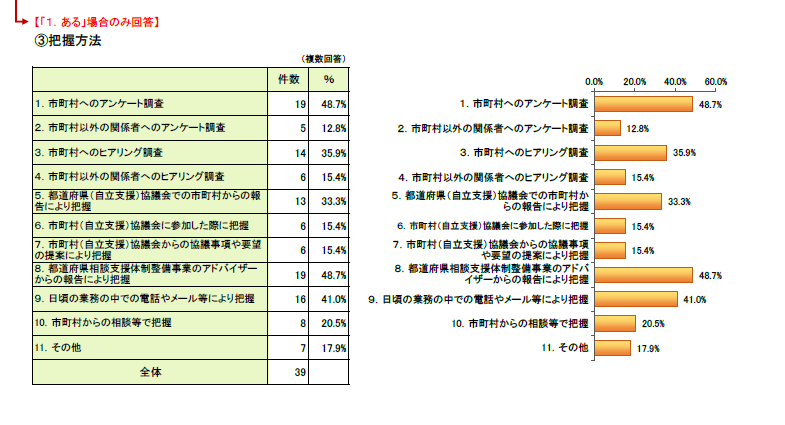 【「1．ある」場合のみ回答】
③把握方法
（複数回答）
件数 %
1．市町村へのアンケート調査 19 48.7%
2．市町村以外の関係者へのアンケート調査 5 12.8%
3．市町村へのヒアリング調査 14 35.9%
4．市町村以外の関係者へのヒアリング調査 6 15.4%
5．都道府県（自立支援）協議会での市町村からの報
告により把握 13 33.3%
6．市町村（自立支援）協議会に参加した際に把握 6 15.4%
7．市町村（自立支援）協議会からの協議事項や要望
の提案により把握 6 15.4%
8．都道府県相談支援体制整備事業のアドバイザー
からの報告により把握 19 48.7%
9．日頃の業務の中での電話やメール等により把握 16 41.0%
10．市町村からの相談等で把握 8 20.5%
11．その他 7 17.9%
全体 39
0.0% 20.0% 40.0% 60.0%
1．市町村へのアンケート調査 48.7%
2．市町村以外の関係者へのアンケート調査 12.8%
3．市町村へのヒアリング調査 35.9%
4．市町村以外の関係者へのヒアリング調査 15.4%
5．都道府県（自立支援）協議会での市町村か
らの報告により把握 33.3%
6．市町村（自立支援）協議会に参加した際に把握 15.4%
7．市町村（自立支援）協議会からの協議事項
や要望の提案により把握 15.4%
8．都道府県相談支援体制整備事業のアドバ
イザーからの報告により把握 48.7%
9．日頃の業務の中での電話やメール等により把握 41.0%
10．市町村からの相談等で把握 20.5%
11．その他 17.9%